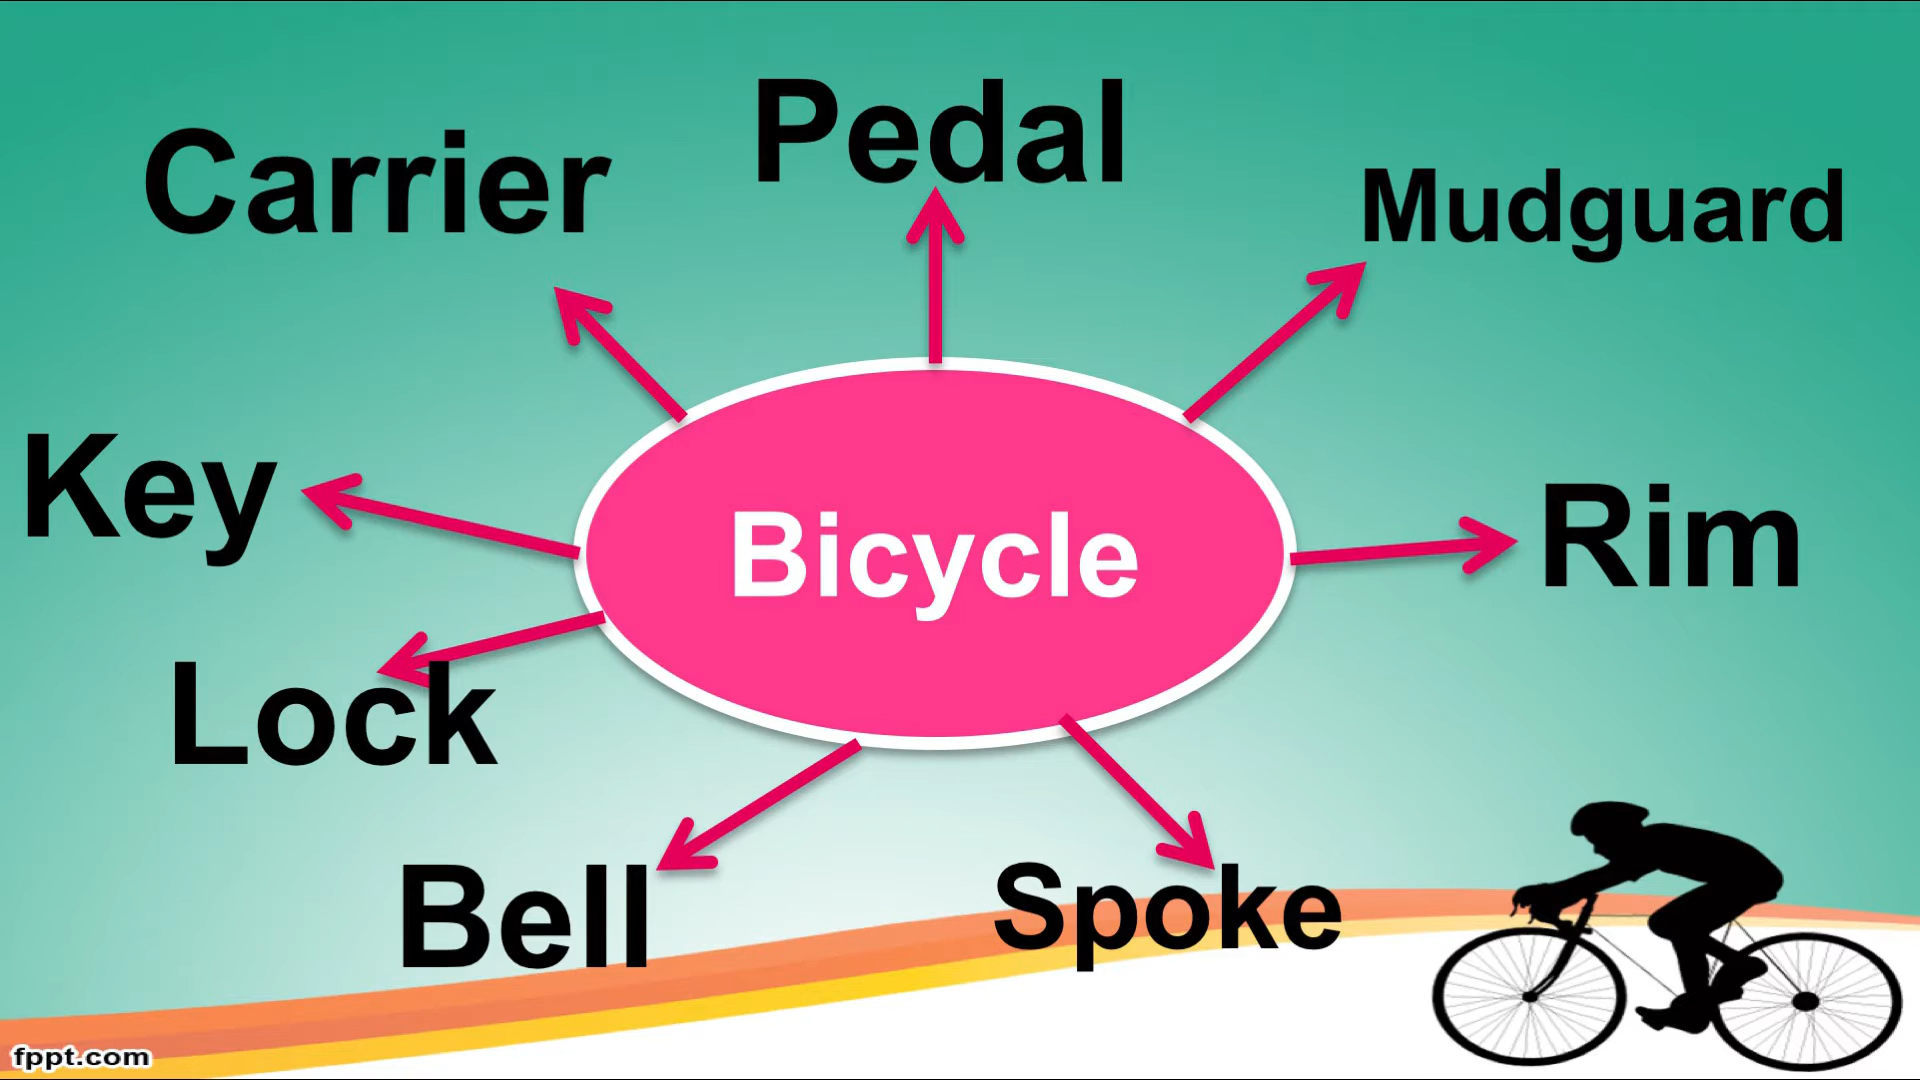 Pedal
Carrier
Mudguard
Key
Rim
Bicycle
Lock
Bell
Spoke
fppt.com